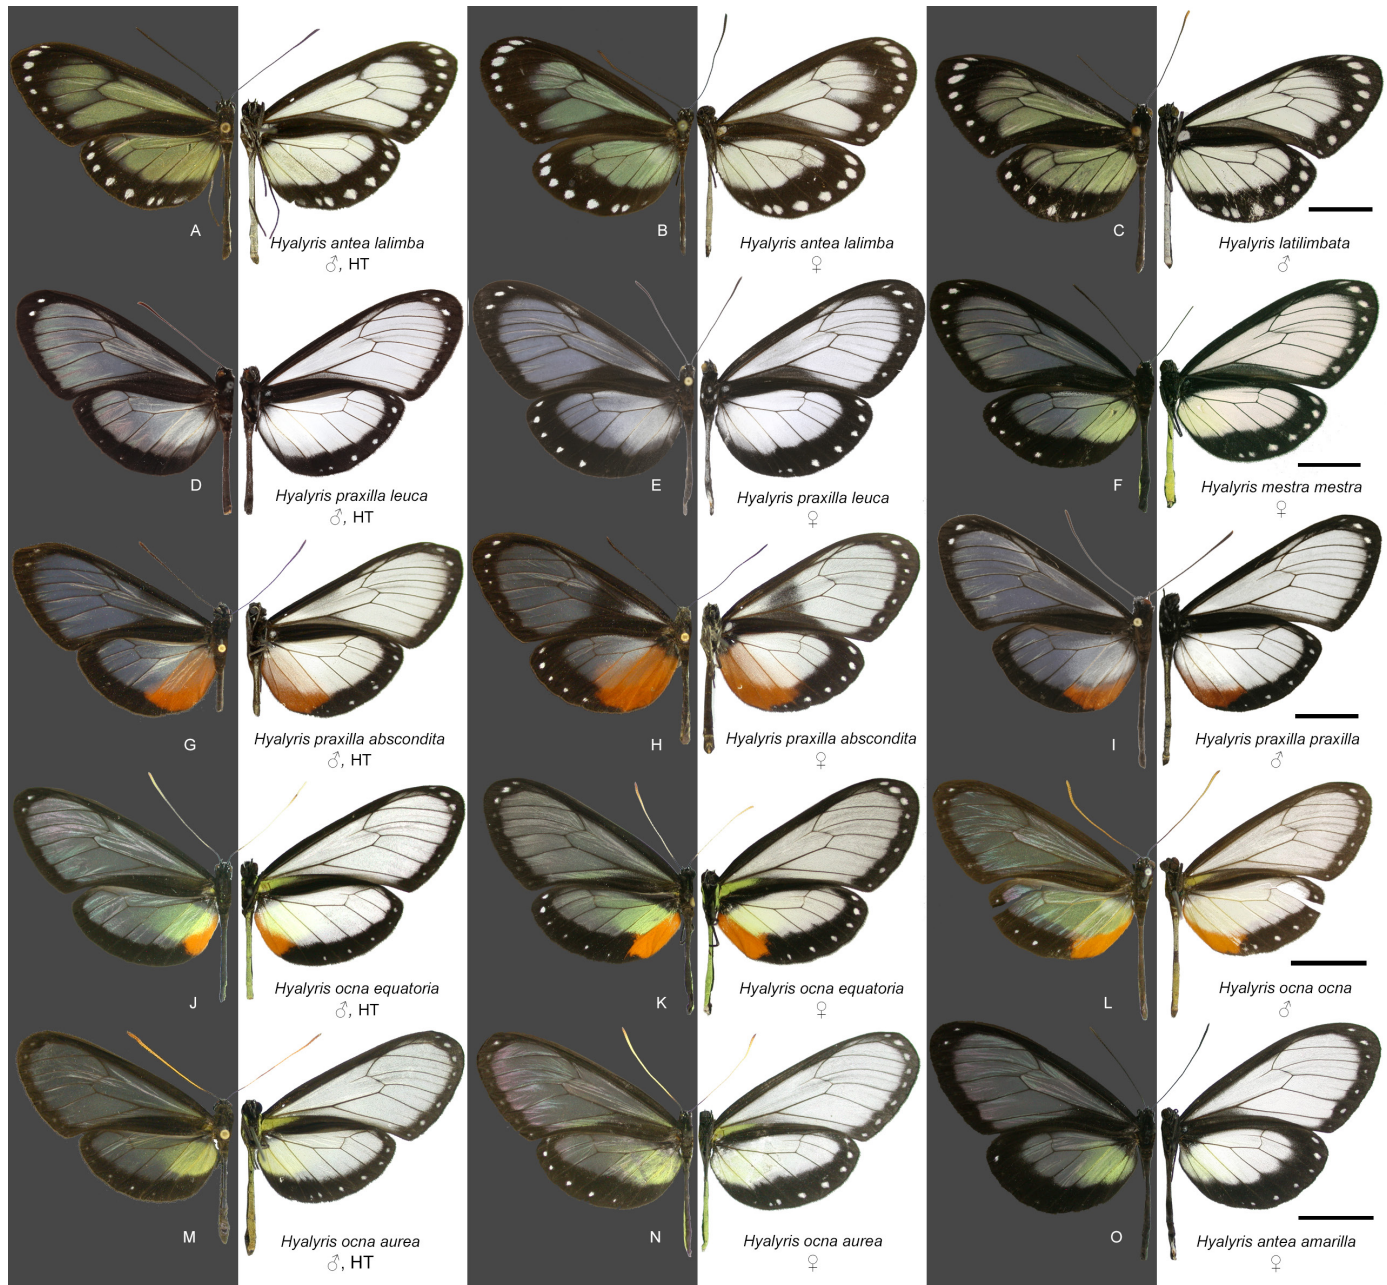 A
Hyalyris antea lalimba
♂, HT
B
Hyalyris antea lalimba
♀
C
Hyalyris latilimbata
♂
D
Hyalyris praxilla leuca
♂, HT
E
Hyalyris praxilla leuca
♀
F
Hyalyris mestra mestra
♀
G
Hyalyris praxilla abscondita
♂, HT
H
Hyalyris praxilla abscondita
♀
I
Hyalyris praxilla praxilla
♂
J
Hyalyris ocna equatoria
♂, HT
K
Hyalyris ocna equatoria
♀
L
Hyalyris ocna ocna
♂
M
Hyalyris ocna aurea
♂, HT
N
Hyalyris ocna aurea
♀
O
Hyalyris antea amarilla
♀